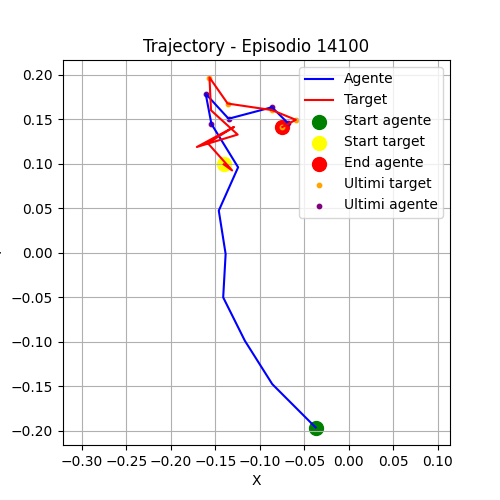 Trajectory - Episodio 14100
Agente
Target
Start agente
Start target
End agente
Ultimi target
Ultimi agente
0.20
0.15
0.10
0.05
0.00
−0.05
−0.10
−0.15
−0.20
−0.30 −0.25 −0.20 −0.15 −0.10 −0.05 0.00 0.05 0.10
X